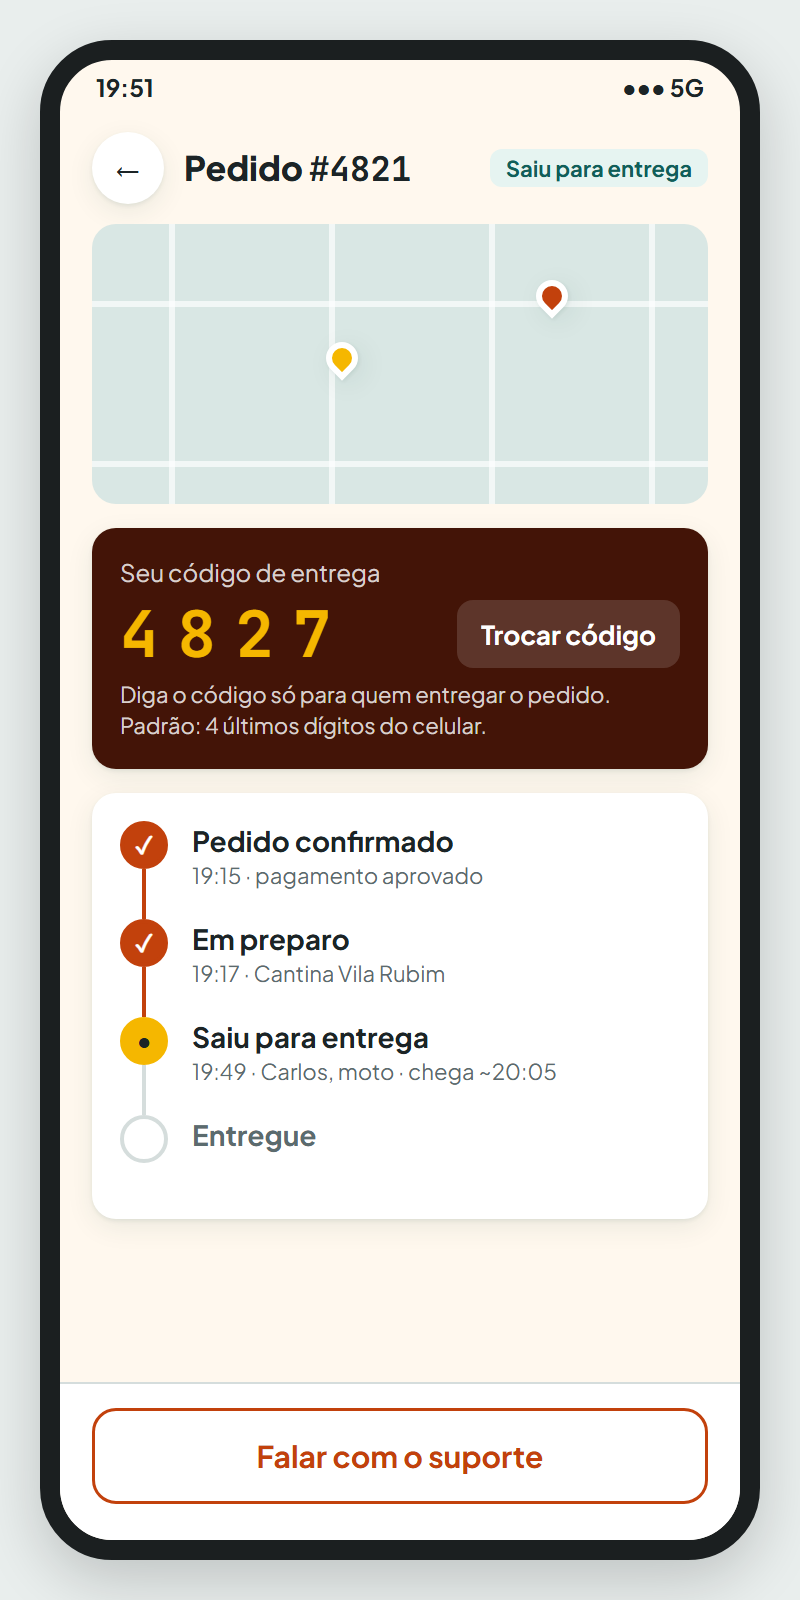 19:51
●●● 5G
←
Pedido #4821
Saiu para entrega
Seu código de entrega
4 8 2 7
Trocar código
Diga o código só para quem entregar o pedido.
Padrão: 4 últimos dígitos do celular.
✓
Pedido confirmado
19:15 · pagamento aprovado
✓
Em preparo
19:17 · Cantina Vila Rubim
●
Saiu para entrega
19:49 · Carlos, moto · chega ~20:05
Entregue
Falar com o suporte